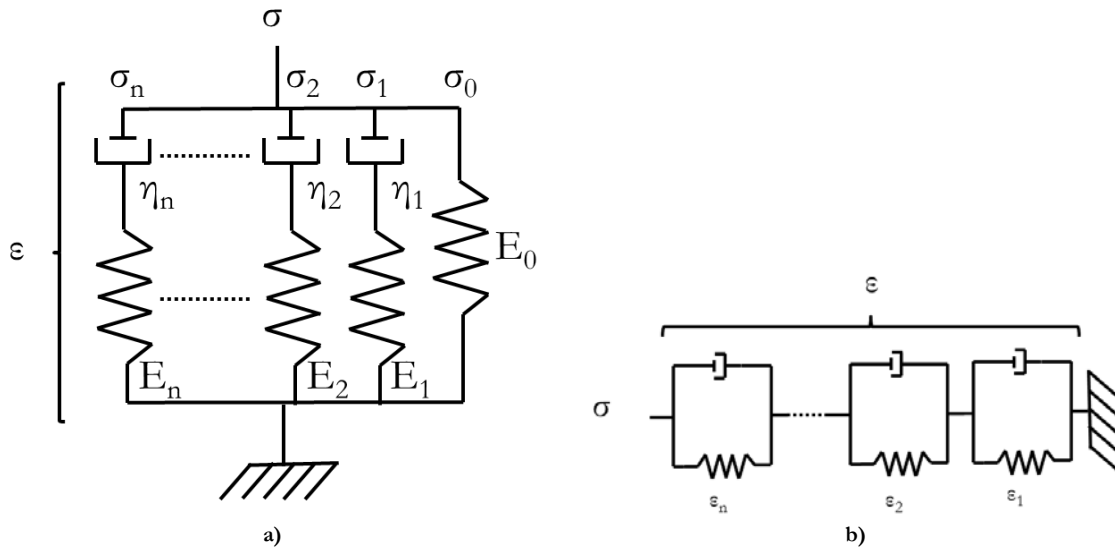 σ
σₙ σ₂ σ₁ σ₀
ηₙ η₂ η₁
ε
E₀
Eₙ E₂ E₁
a)
ε
σ
εₙ ε₂ ε₁
b)